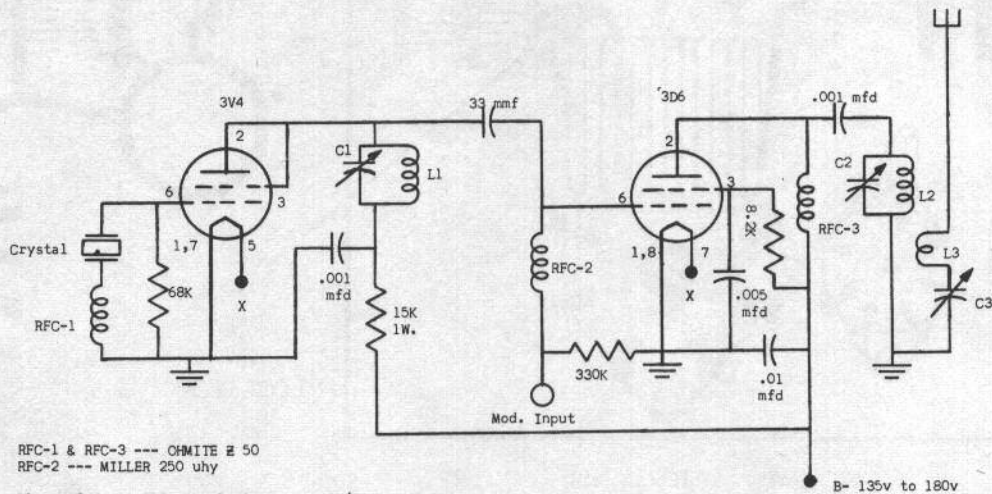 3V4
2
6
3
1,7
5
X
Crystal
RFC-1
68K
C1
L1
.001
mfd
15K
1W.
33 mmf
RFC-2
330K
Mod. Input
3D6
2
6
3
1,8
7
X
8.2K
.005
mfd
.01
mfd
RFC-3
.001 mfd
C2
L2
L3
C3
B- 135v to 180v
RFC-1 & RFC-3 --- OHMITE Z 50
RFC-2 --- MILLER 250 uhy